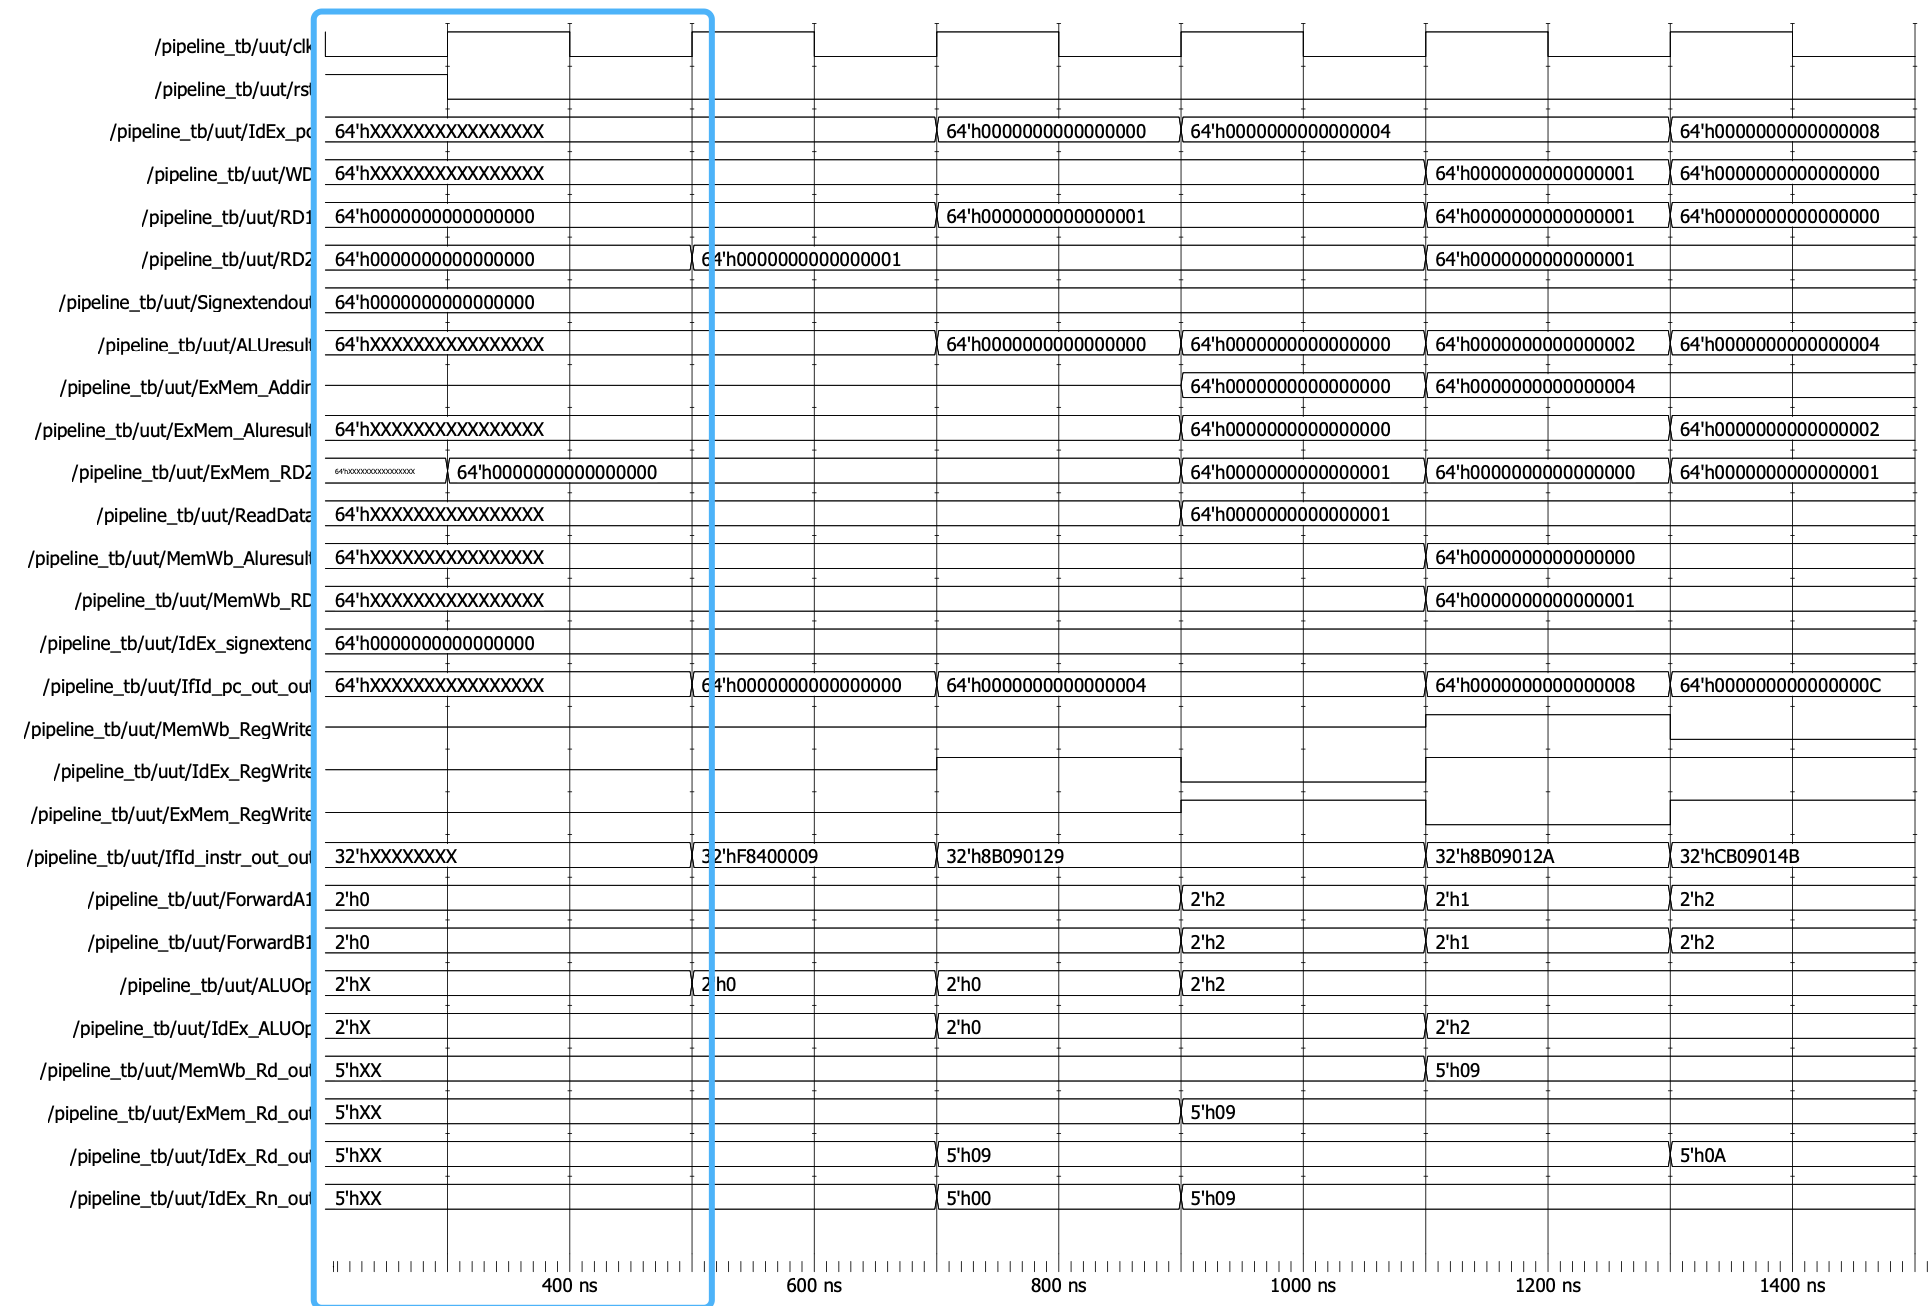 /pipeline_tb/uut/clk
/pipeline_tb/uut/rst
/pipeline_tb/uut/IdEx_pc 64'hXXXXXXXXXXXXXXXX 64'h0000000000000000 64'h0000000000000004 64'h0000000000000008
/pipeline_tb/uut/WD 64'hXXXXXXXXXXXXXXXX 64'h0000000000000001 64'h0000000000000000
/pipeline_tb/uut/RD1 64'h0000000000000000 64'h0000000000000001 64'h0000000000000001 64'h0000000000000000
/pipeline_tb/uut/RD2 64'h0000000000000000 64'h0000000000000001 64'h0000000000000001
/pipeline_tb/uut/Signextendout 64'h0000000000000000
/pipeline_tb/uut/ALUresult 64'hXXXXXXXXXXXXXXXX 64'h0000000000000000 64'h0000000000000000 64'h0000000000000002 64'h0000000000000004
/pipeline_tb/uut/ExMem_Addin 64'h0000000000000000 64'h0000000000000004
/pipeline_tb/uut/ExMem_Aluresult 64'hXXXXXXXXXXXXXXXX 64'h0000000000000000 64'h0000000000000002
/pipeline_tb/uut/ExMem_RD2 64'hXXXXXXXXXXXXXXXX 64'h0000000000000000 64'h0000000000000001 64'h0000000000000000 64'h0000000000000001
/pipeline_tb/uut/ReadData 64'hXXXXXXXXXXXXXXXX 64'h0000000000000001
/pipeline_tb/uut/MemWb_Aluresult 64'hXXXXXXXXXXXXXXXX 64'h0000000000000000
/pipeline_tb/uut/MemWb_RD 64'hXXXXXXXXXXXXXXXX 64'h0000000000000001
/pipeline_tb/uut/IdEx_signextend 64'h0000000000000000
/pipeline_tb/uut/IfId_pc_out_out 64'hXXXXXXXXXXXXXXXX 64'h0000000000000000 64'h0000000000000004 64'h0000000000000008 64'h000000000000000C
/pipeline_tb/uut/MemWb_RegWrite
/pipeline_tb/uut/IdEx_RegWrite
/pipeline_tb/uut/ExMem_RegWrite
/pipeline_tb/uut/IfId_instr_out_out 32'hXXXXXXXX 32'hF8400009 32'h8B090129 32'h8B09012A 32'hCB09014B
/pipeline_tb/uut/ForwardA1 2'h0 2'h2 2'h1 2'h2
/pipeline_tb/uut/ForwardB1 2'h0 2'h2 2'h1 2'h2
/pipeline_tb/uut/ALUOp 2'hX 2'h0 2'h0 2'h2
/pipeline_tb/uut/IdEx_ALUOp 2'hX 2'h0 2'h2
/pipeline_tb/uut/MemWb_Rd_out 5'hXX 5'h09
/pipeline_tb/uut/ExMem_Rd_out 5'hXX 5'h09
/pipeline_tb/uut/IdEx_Rd_out 5'hXX 5'h09 5'h0A
/pipeline_tb/uut/IdEx_Rn_out 5'hXX 5'h00 5'h09
400 ns 600 ns 800 ns 1000 ns 1200 ns 1400 ns